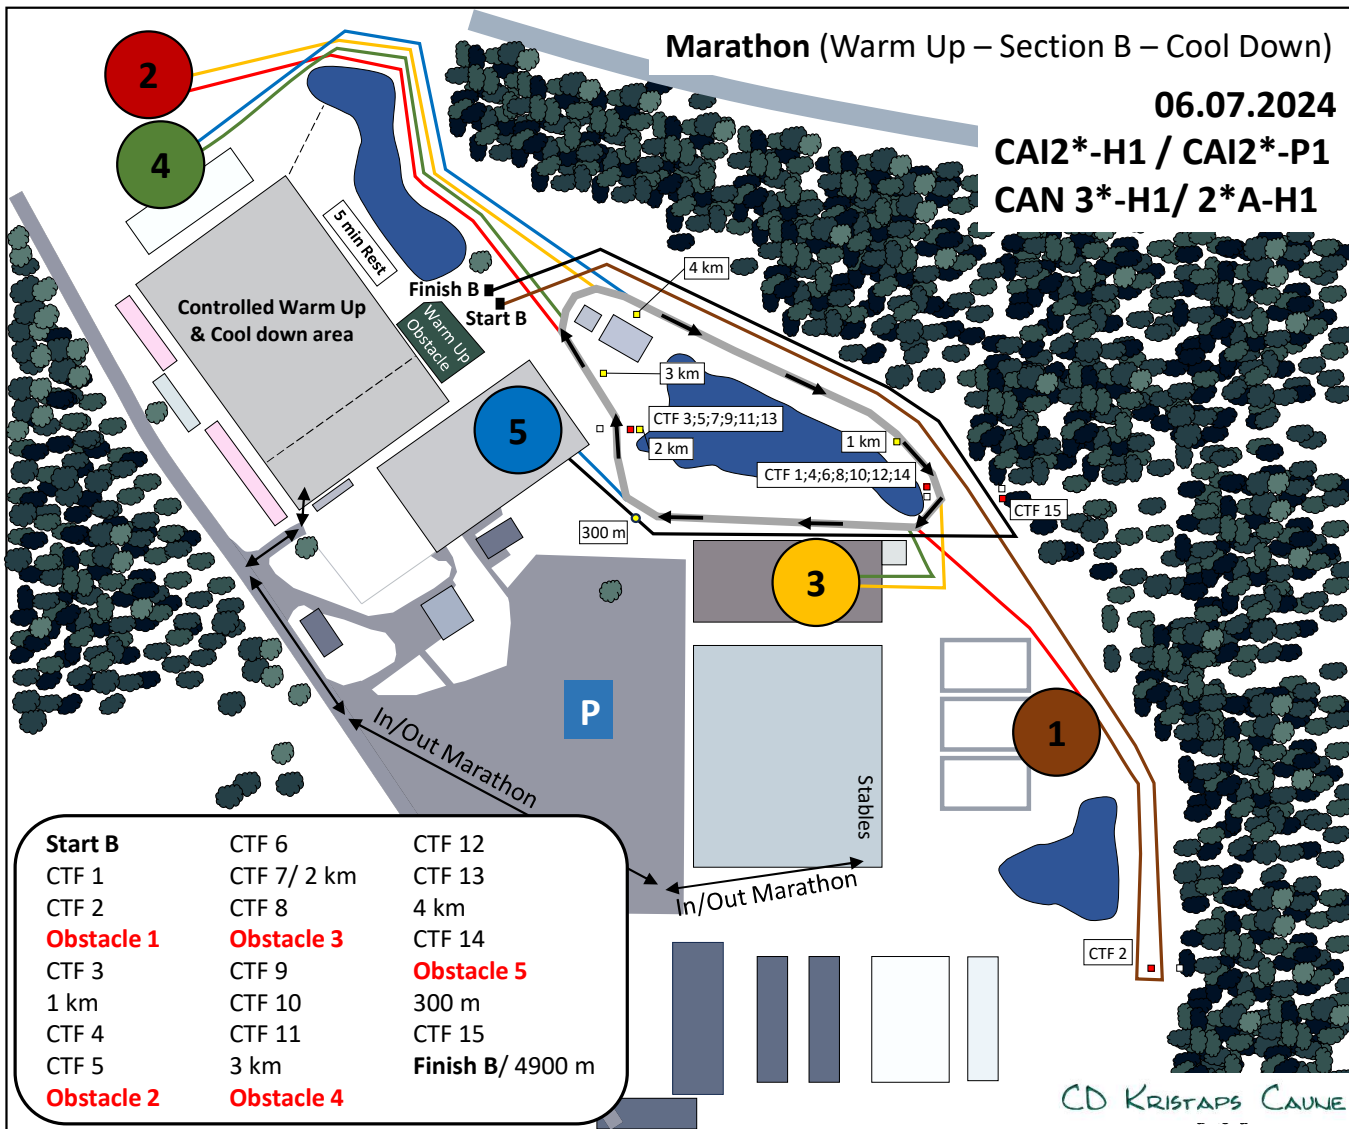 Marathon (Warm Up – Section B – Cool Down)
06.07.2024
CAI2*-H1 / CAI2*-P1
CAN 3*-H1/ 2*A-H1
2
4
5 min Rest
Controlled Warm Up
& Cool down area
Warm Up
Obstacle
Finish B
Start B
4 km
3 km
CTF 3;5;7;9;11;13
2 km
1 km
CTF 1;4;6;8;10;12;14
CTF 15
5
300 m
3
1
P
In/Out Marathon
Stables
In/Out Marathon
CTF 2
Start B
CTF 1
CTF 2
Obstacle 1
CTF 3
1 km
CTF 4
CTF 5
Obstacle 2
CTF 6
CTF 7/ 2 km
CTF 8
Obstacle 3
CTF 9
CTF 10
CTF 11
3 km
Obstacle 4
CTF 12
CTF 13
4 km
CTF 14
Obstacle 5
300 m
CTF 15
Finish B/ 4900 m
CD Kristaps Caune